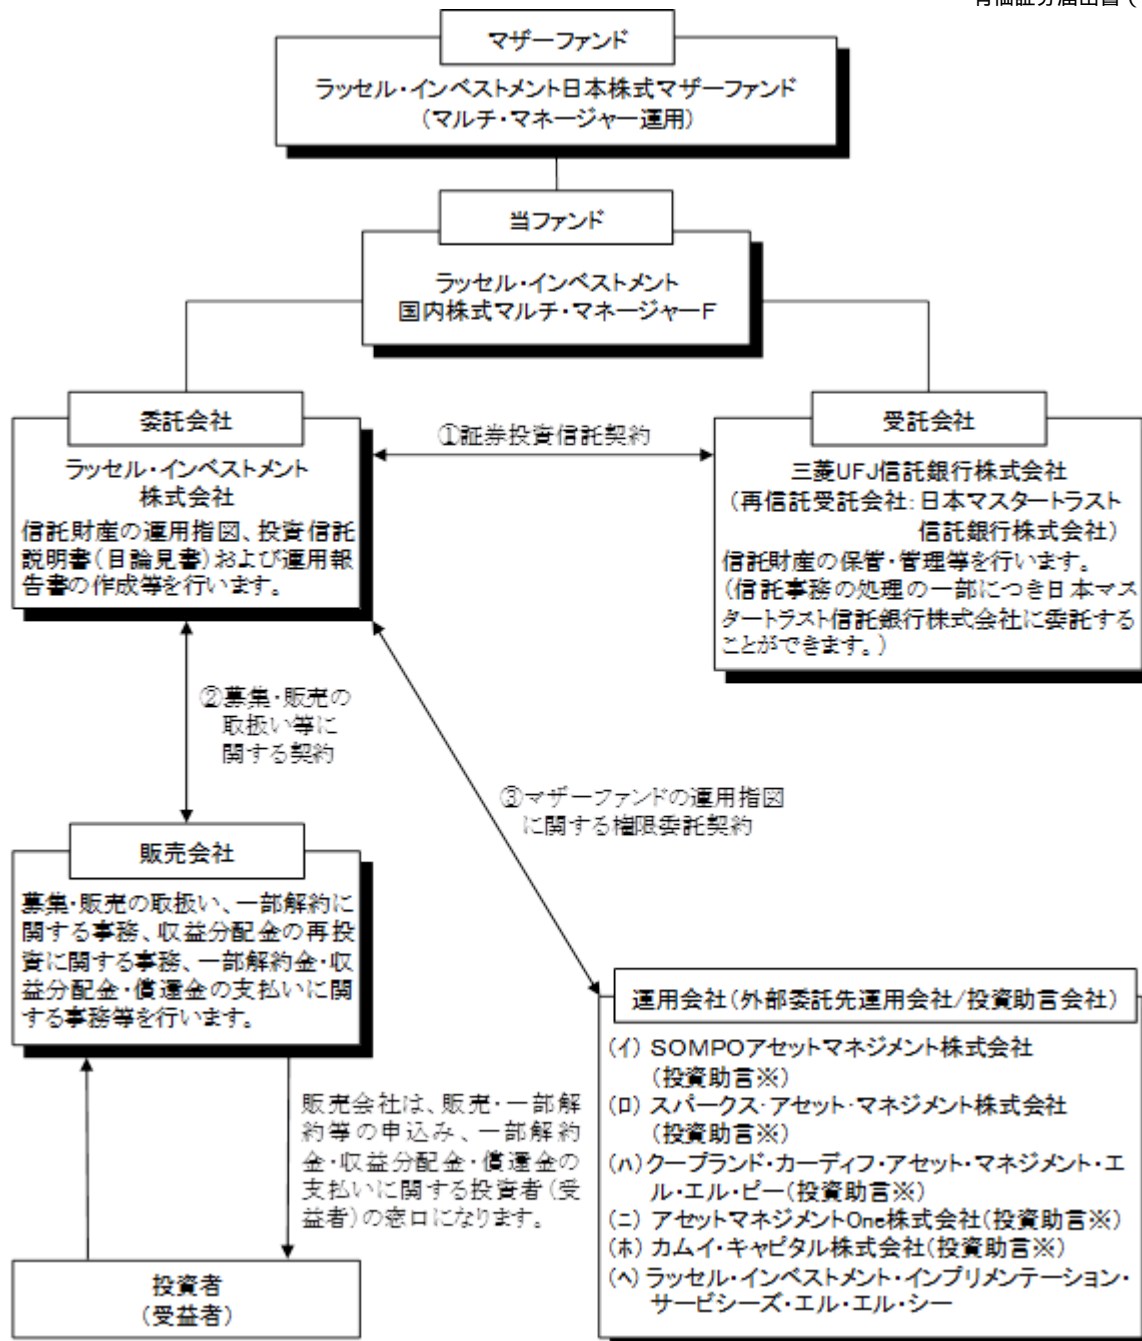 有価証券届出書（
マザーファンド
ラッセル・インベストメント日本株式マザーファンド
（マルチ・マネージャー運用）
当ファンド
ラッセル・インベストメント
国内株式マルチ・マネージャーF
委託会社
ラッセル・インベストメント
株式会社
信託財産の運用指図、投資信託
説明書（目論見書）および運用報
告書の作成等を行います。
①証券投資信託契約
受託会社
三菱UFJ信託銀行株式会社
（再信託受託会社：日本マスタートラスト
信託銀行株式会社）
信託財産の保管・管理等を行います。
（信託事務の処理の一部につき日本マス
タートラスト信託銀行株式会社に委託する
ことができます。）
②募集・販売の
取扱い等に
関する契約
③マザーファンドの運用指図
に関する権限委託契約
販売会社
募集・販売の取扱い、一部解約に
関する事務、収益分配金の再投
資に関する事務、一部解約金・収
益分配金・償還金の支払いに関
する事務等を行います。
販売会社は、販売・一部解
約等の申込み、一部解約
金・収益分配金・償還金の
支払いに関する投資者（受
益者）の窓口になります。
投資者
（受益者）
運用会社（外部委託先運用会社/投資助言会社）
（イ） SOMPOアセットマネジメント株式会社
（投資助言※）
（ロ） スパークス・アセット・マネジメント株式会社
（投資助言※）
（ハ） クープランド・カーディフ・アセット・マネジメント・エ
ル・エル・ピー（投資助言※）
（ニ） アセットマネジメントOne株式会社（投資助言※）
（ホ） カムイ・キャピタル株式会社（投資助言※）
（ヘ） ラッセル・インベストメント・インプリメンテーション・
サービシーズ・エル・エル・シー